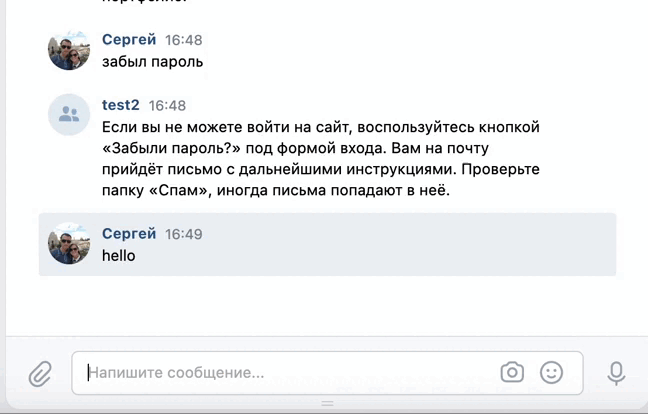 Сергей 16:48
забыл пароль
test2 16:48
Если вы не можете войти на сайт, воспользуйтесь кнопкой
«Забыли пароль?» под формой входа. Вам на почту
прийдёт письмо с дальнейшими инструкциями. Проверьте
папку «Спам», иногда письма попадают в неё.
Сергей 16:49
hello
Напишите сообщение...